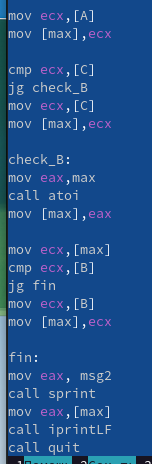 mov ecx,[A]
mov [max],ecx
cmp ecx,[C]
jg check_B
mov ecx,[C]
mov [max],ecx
check_B:
mov eax,max
call atoi
mov [max],eax
mov ecx,[max]
cmp ecx,[B]
jg fin
mov ecx,[B]
mov [max],ecx
fin:
mov eax, msg2
call sprint
mov eax,[max]
call iprintLF
call quit